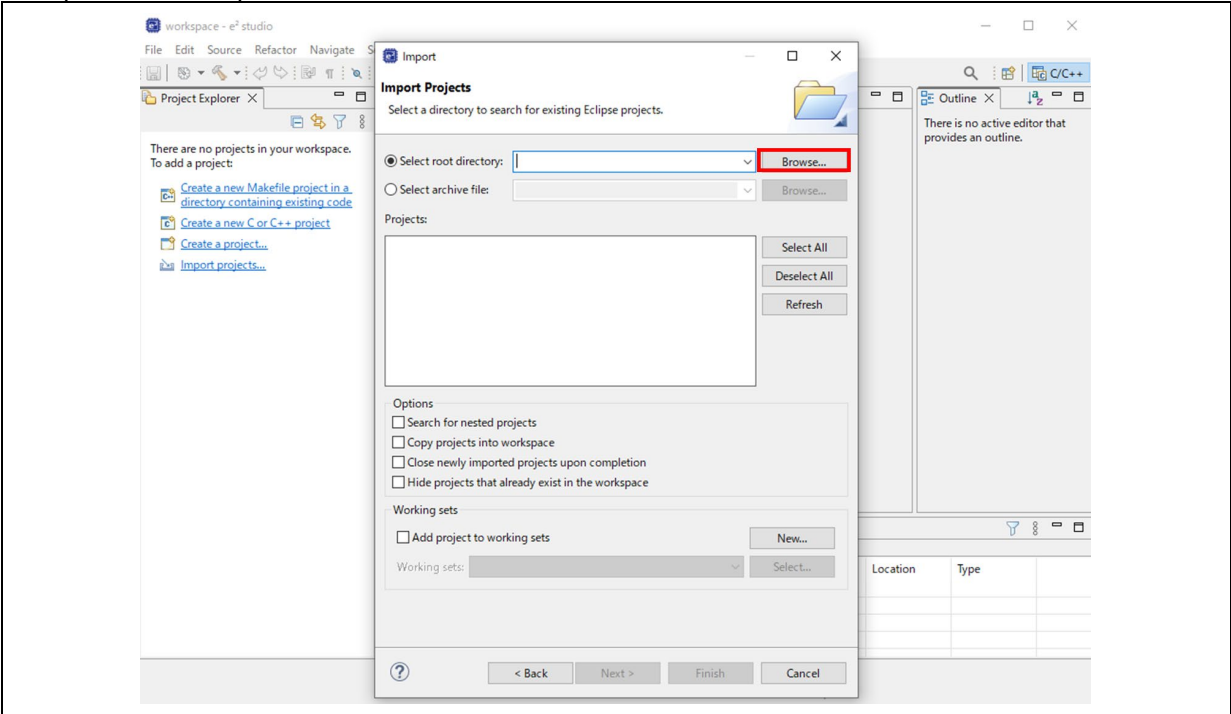 workspace - e² studio
File Edit Source Refactor Navigate
Project Explorer
There are no projects in your workspace.
To add a project:
Create a new Makefile project in a
directory containing existing code
Create a new C or C++ project
Create a project...
Import projects...
Import
Import Projects
Select a directory to search for existing Eclipse projects.
Select root directory:
Browse...
Select archive file:
Browse...
Projects:
Select All
Deselect All
Refresh
Options
Search for nested projects
Copy projects into workspace
Close newly imported projects upon completion
Hide projects that already exist in the workspace
Working sets
Add project to working sets
New...
Working sets:
Select...
< Back
Next >
Finish
Cancel
C/C++
Outline
There is no active editor that
provides an outline.
Location Type